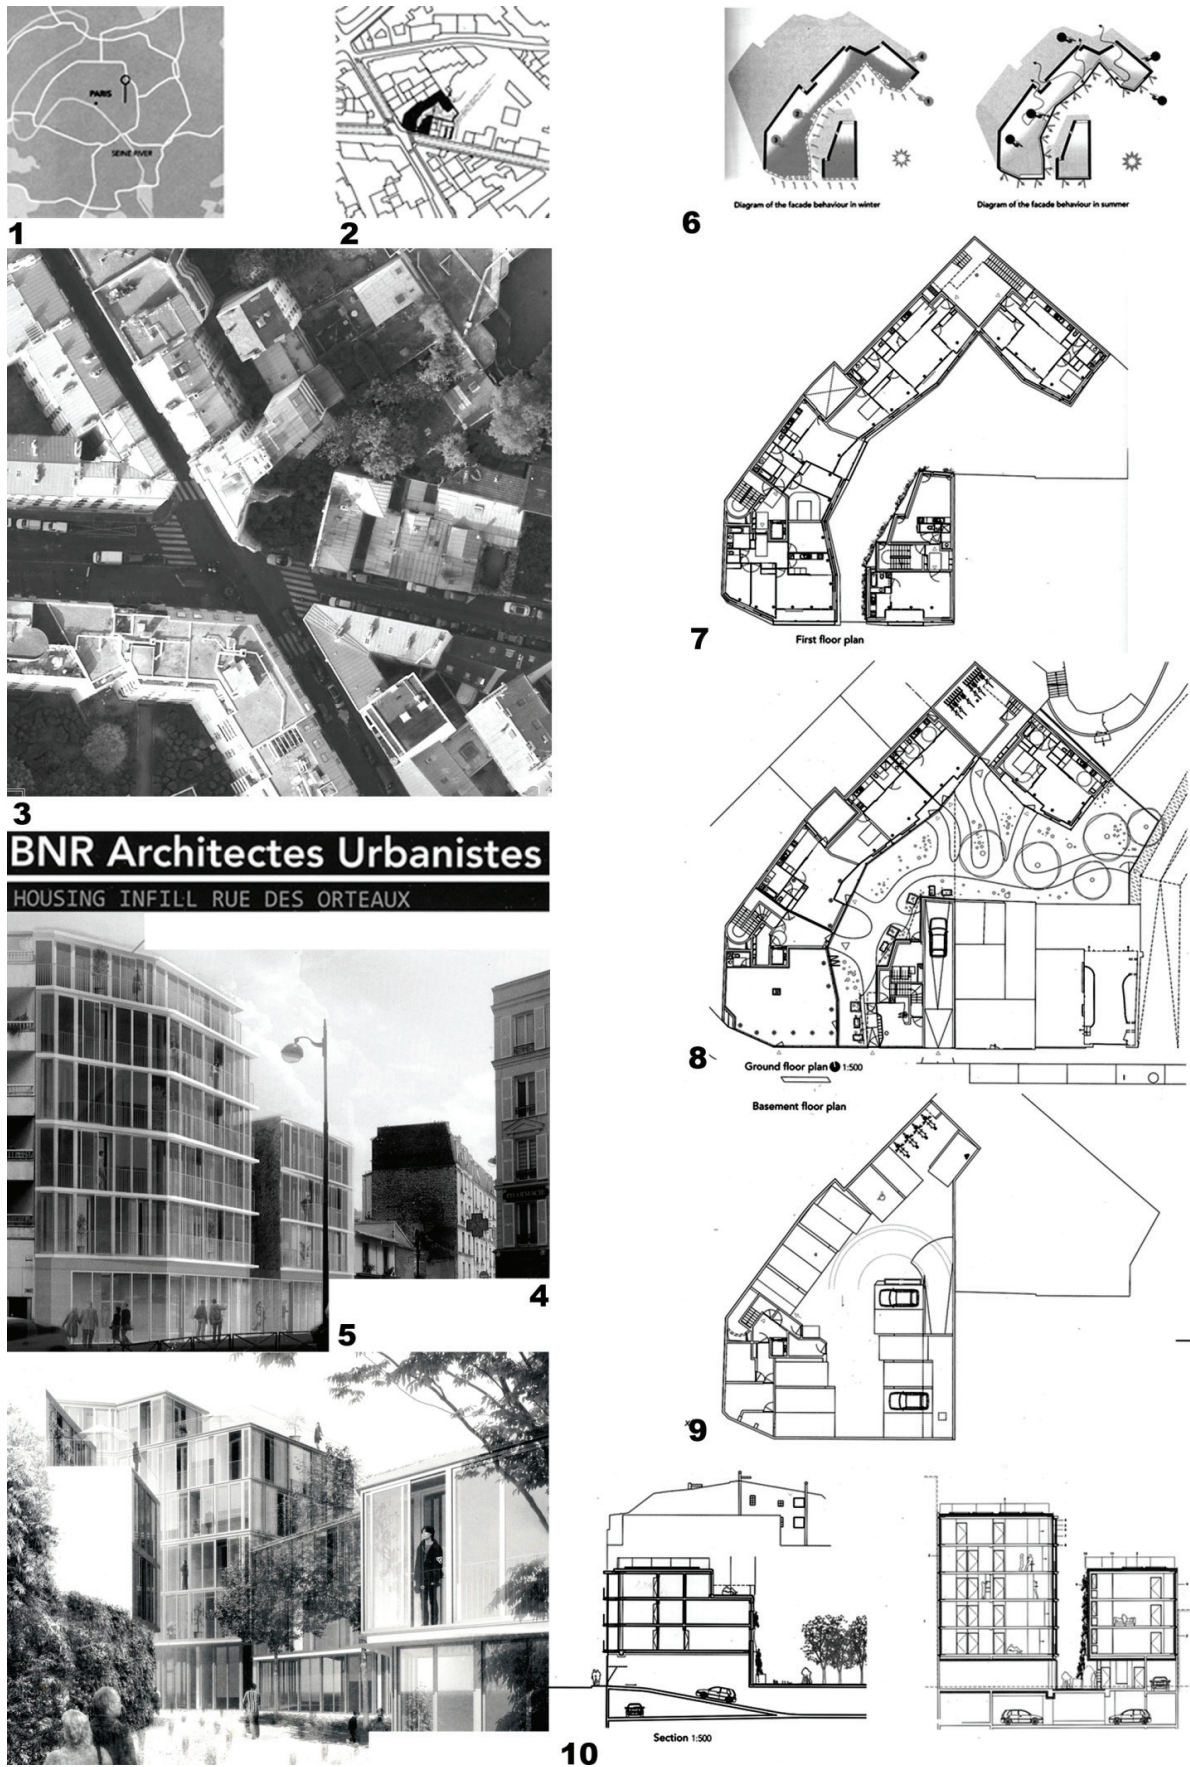 PARIS
SEINE RIVER
1
2
3
BNR Architectes Urbanistes
HOUSING INFILL RUE DES ORTEAUX
PHARMACIE
4
5
Diagram of the facade behaviour in winter
Diagram of the facade behaviour in summer
6
First floor plan
7
8
Ground floor plan 1:500
Basement floor plan
9
Section 1:500
10